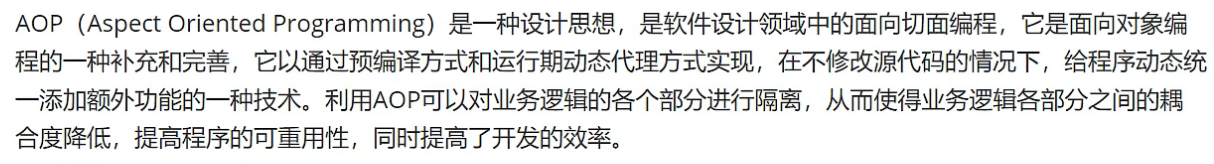 AOP（Aspect Oriented Programming）是一种设计思想，是软件设计领域中的面向切面编程，它是面向对象编
程的一种补充和完善，它以通过预编译方式和运行期动态代理方式实现，在不修改源代码的情况下，给程序动态统
一添加额外功能的一种技术。利用AOP可以对业务逻辑的各个部分进行隔离，从而使得业务逻辑各部分之间的耦
合度降低，提高程序的可重用性，同时提高了开发的效率。